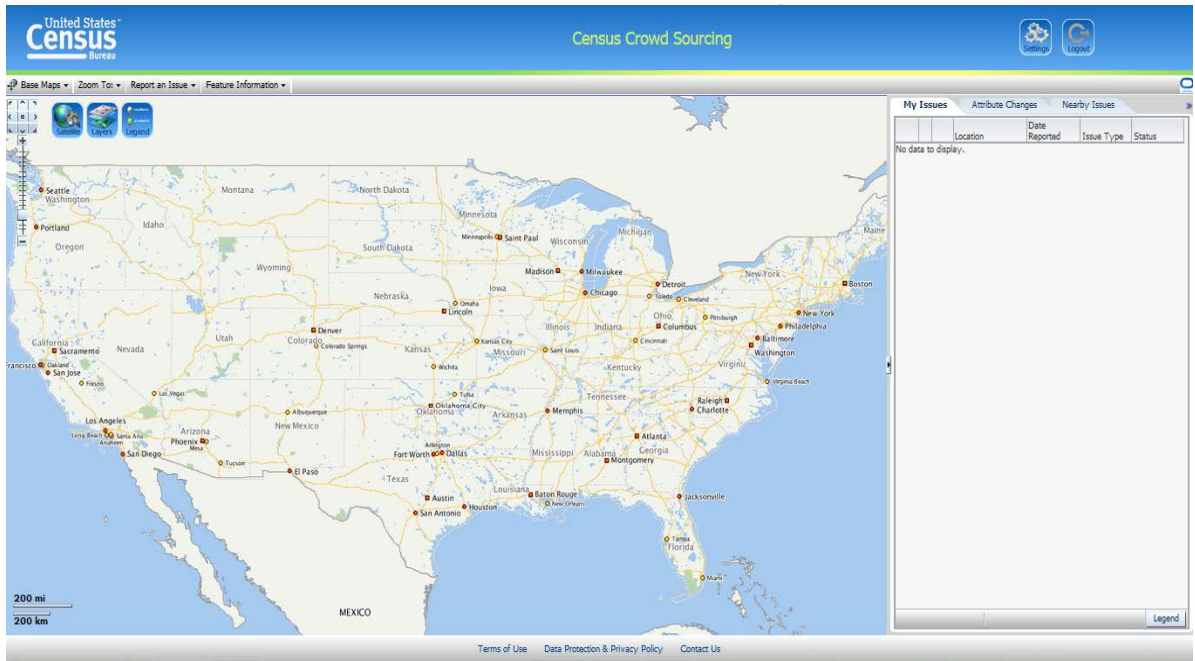 United States™
Census
Bureau
Census Crowd Sourcing
Settings
Logout
Base Maps
Zoom To:
Report an Issue
Feature Information
Satellite
Layers
Legend
My Issues
Attribute Changes
Nearby Issues
Location
Date Reported
Issue Type
Status
No data to display.
Seattle
Washington
Montana
North Dakota
Minnesota
Michigan
Maine
Portland
Idaho
Minneapolis
Saint Paul
Wisconsin
Oregon
South Dakota
Wyoming
Madison
Milwaukee
New York
Detroit
Boston
Iowa
Chicago
Toledo
Cleveland
Nebraska
Omaha
Lincoln
Ohio
Pittsburgh
New York
Illinois
Indiana
Columbus
Philadelphia
Denver
Utah
Colorado
Colorado Springs
Kansas
Kansas City
Missouri
Saint Louis
Cincinnati
Baltimore
Washington
California
Sacramento
Nevada
Francisco
Oakland
San Jose
Fresno
Wichita
Kentucky
Virginia
Virginia Beach
Las Vegas
Tulsa
Tennessee
Raleigh
Charlotte
Albuquerque
Oklahoma City
Oklahoma
Arkansas
Memphis
Los Angeles
Long Beach
Santa Ana
Anaheim
Arizona
New Mexico
Phoenix
Mesa
Atlanta
San Diego
Tucson
Arlington
Fort Worth
Dallas
Mississippi
Alabama
Georgia
Montgomery
El Paso
Texas
Louisiana
Baton Rouge
New Orleans
Jacksonville
Austin
Houston
San Antonio
Tampa
Florida
Miami
MEXICO
200 mi
200 km
Legend
Terms of Use
Data Protection & Privacy Policy
Contact Us